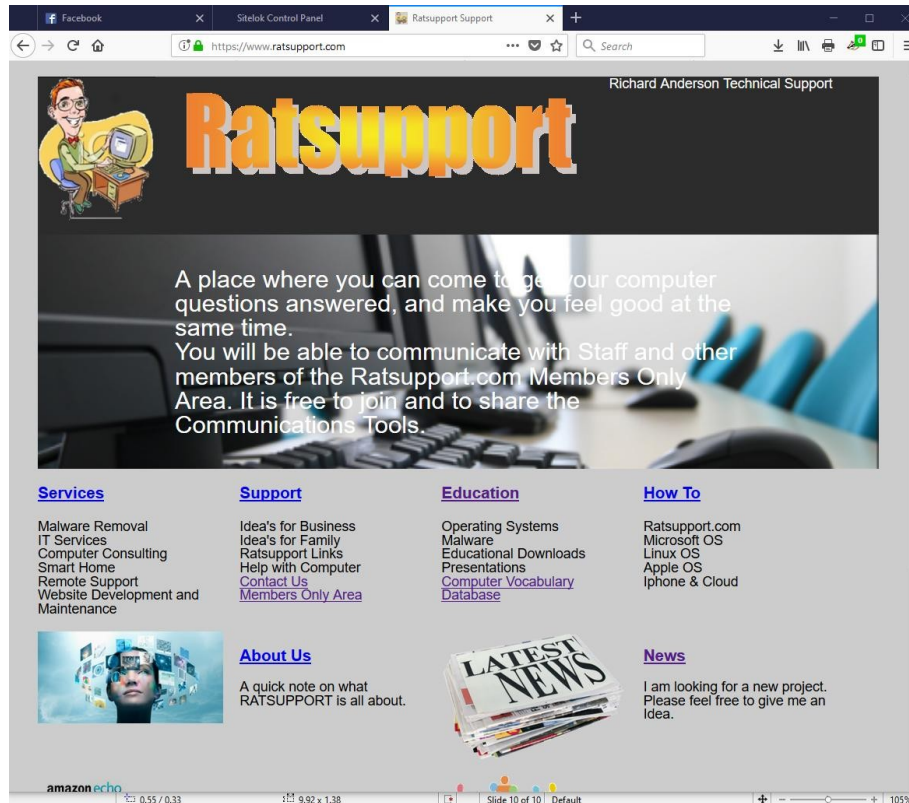 Facebook
Sitelok Control Panel
Ratsupport Support
https://www.ratsupport.com
Search
0
Richard Anderson Technical Support
Ratsupport
A place where you can come to get your computer
questions answered, and make you feel good at the
same time.
You will be able to communicate with Staff and other
members of the Ratsupport.com Members Only
Area. It is free to join and to share the
Communications Tools.
Services
Malware Removal
IT Services
Computer Consulting
Smart Home
Remote Support
Website Development and
Maintenance
Support
Idea's for Business
Idea's for Family
Ratsupport Links
Help with Computer
Contact Us
Members Only Area
Education
Operating Systems
Malware
Educational Downloads
Presentations
Computer Vocabulary
Database
How To
Ratsupport.com
Microsoft OS
Linux OS
Apple OS
Iphone & Cloud
About Us
A quick note on what
RATSUPPORT is all about.
LATEST
NEWS
News
I am looking for a new project.
Please feel free to give me an
Idea.
amazon echo
0.55 / 0.33
9.92 x 1.38
Slide 10 of 10
Default
105%